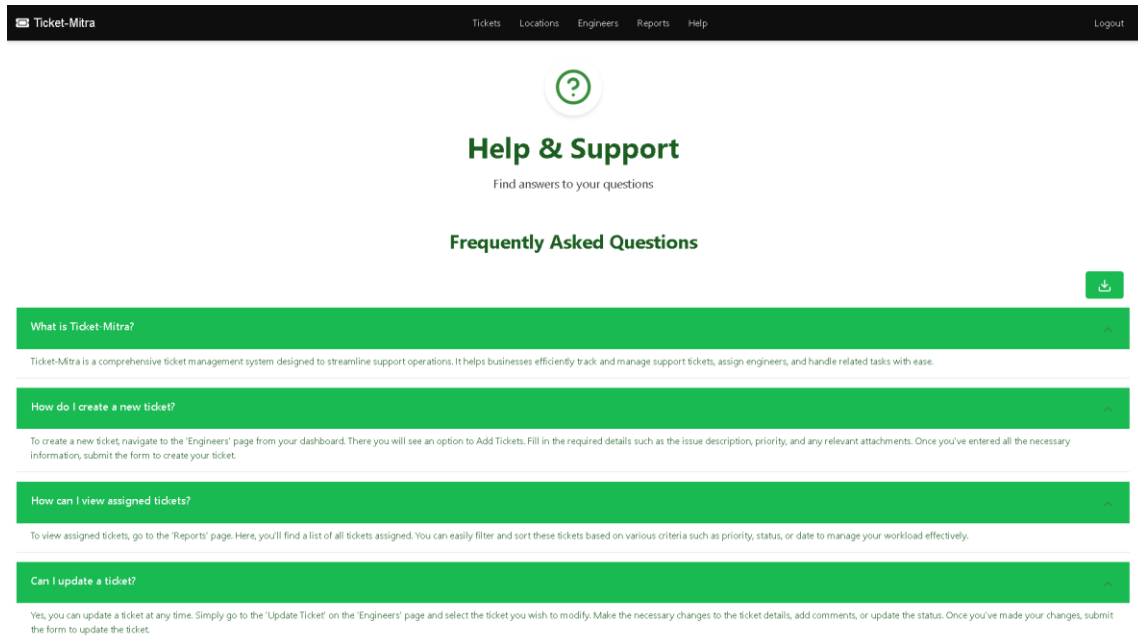 Ticket-Mitra
Tickets Locations Engineers Reports Help
Logout
Help & Support
Find answers to your questions
Frequently Asked Questions
What is Ticket-Mitra?
Ticket-Mitra is a comprehensive ticket management system designed to streamline support operations. It helps businesses efficiently track and manage support tickets, assign engineers, and handle related tasks with ease.
How do I create a new ticket?
To create a new ticket, navigate to the 'Engineers' page from your dashboard. There you will see an option to Add Tickets. Fill in the required details such as the issue description, priority, and any relevant attachments. Once you've entered all the necessary
information, submit the form to create your ticket.
How can I view assigned tickets?
To view assigned tickets, go to the 'Reports' page. Here, you'll find a list of all tickets assigned. You can easily filter and sort these tickets based on various criteria such as priority, status, or date to manage your workload effectively.
Can I update a ticket?
Yes, you can update a ticket at any time. Simply go to the 'Update Ticket' on the 'Engineers' page and select the ticket you wish to modify. Make the necessary changes to the ticket details, add comments, or update the status. Once you've made your changes, submit
the form to update the ticket.